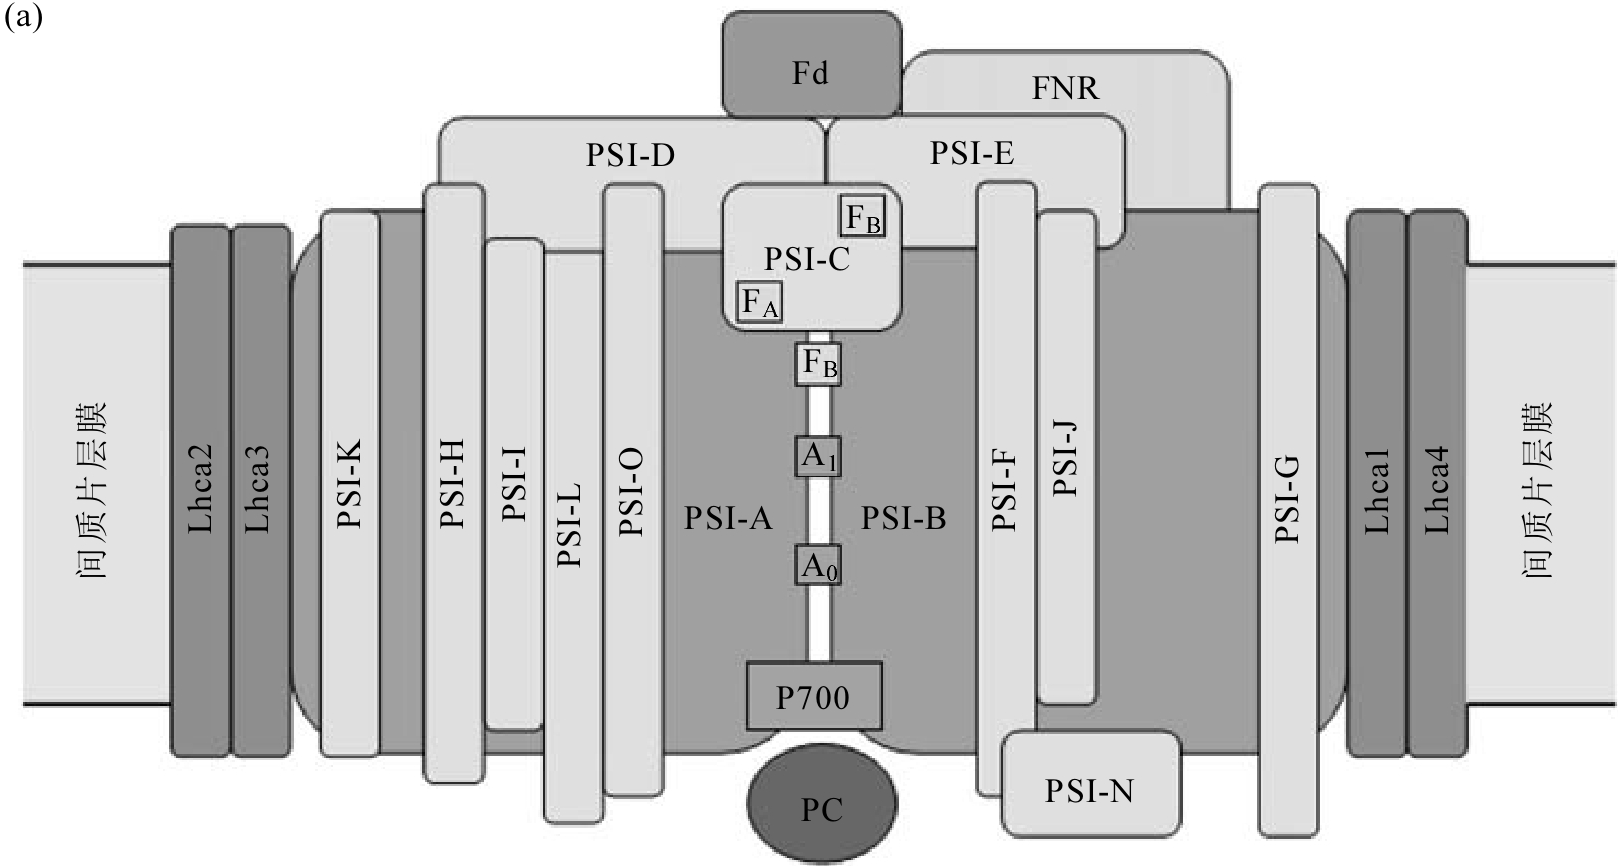 (a)
Fd
FNR
PSI-D
PSI-E
F_B
PSI-C
F_A
F_B
间质片层膜
Lhca2
Lhca3
PSI-K
PSI-H
PSI-I
PSI-L
PSI-O
PSI-A
A_1
A_0
PSI-B
PSI-F
PSI-J
PSI-G
Lhca1
Lhca4
间质片层膜
P700
PC
PSI-N